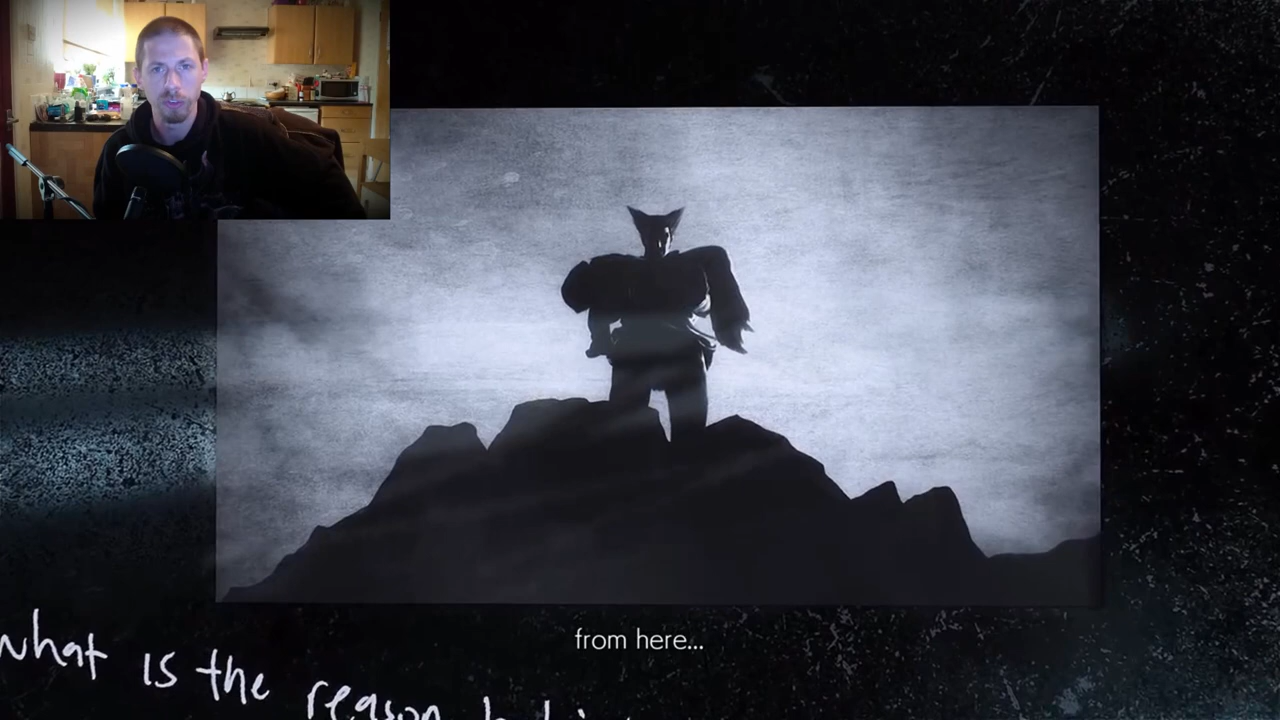 from here...
what is the reason